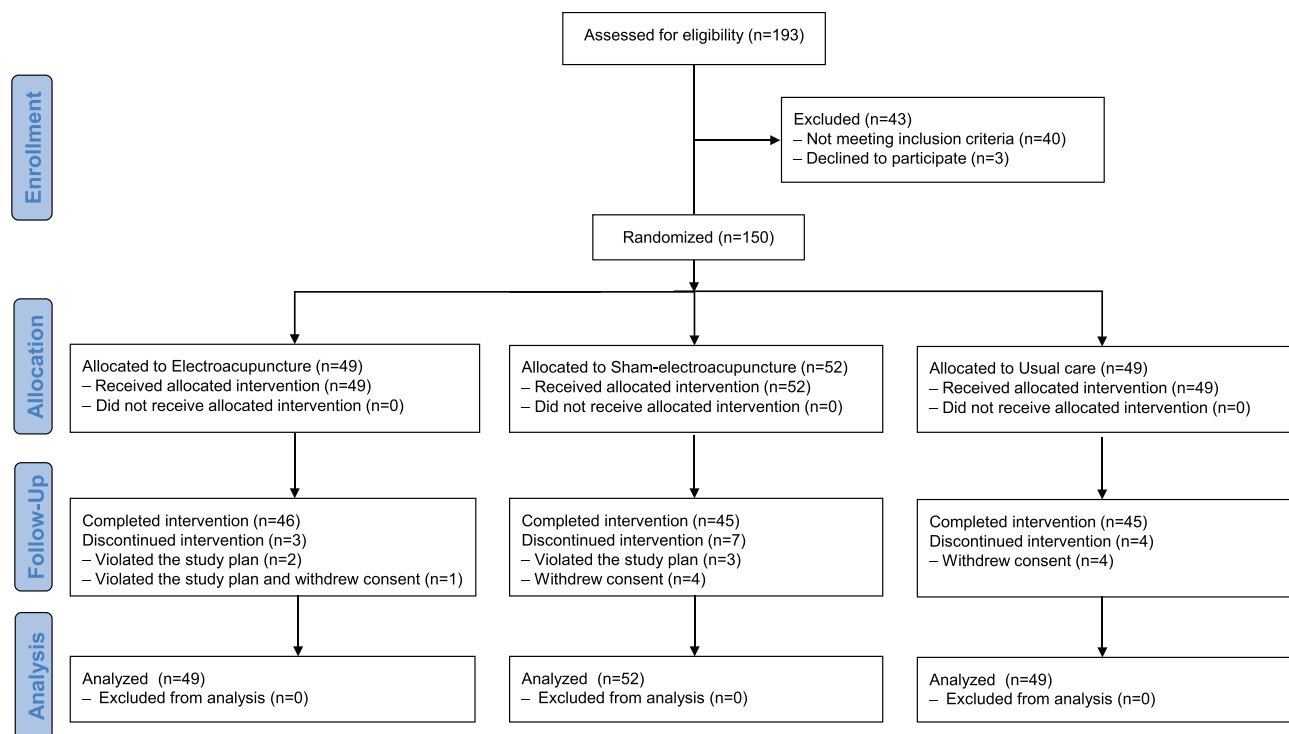 Assessed for eligibility (n=193)
Enrollment
Excluded (n=43)
– Not meeting inclusion criteria (n=40)
– Declined to participate (n=3)
Randomized (n=150)
Allocation
Allocated to Electroacupuncture (n=49)
– Received allocated intervention (n=49)
– Did not receive allocated intervention (n=0)
Allocated to Sham-electroacupuncture (n=52)
– Received allocated intervention (n=52)
– Did not receive allocated intervention (n=0)
Allocated to Usual care (n=49)
– Received allocated intervention (n=49)
– Did not receive allocated intervention (n=0)
Follow-Up
Completed intervention (n=46)
Discontinued intervention (n=3)
– Violated the study plan (n=2)
– Violated the study plan and withdrew consent (n=1)
Completed intervention (n=45)
Discontinued intervention (n=7)
– Violated the study plan (n=3)
– Withdrew consent (n=4)
Completed intervention (n=45)
Discontinued intervention (n=4)
– Withdrew consent (n=4)
Analysis
Analyzed (n=49)
– Excluded from analysis (n=0)
Analyzed (n=52)
– Excluded from analysis (n=0)
Analyzed (n=49)
– Excluded from analysis (n=0)